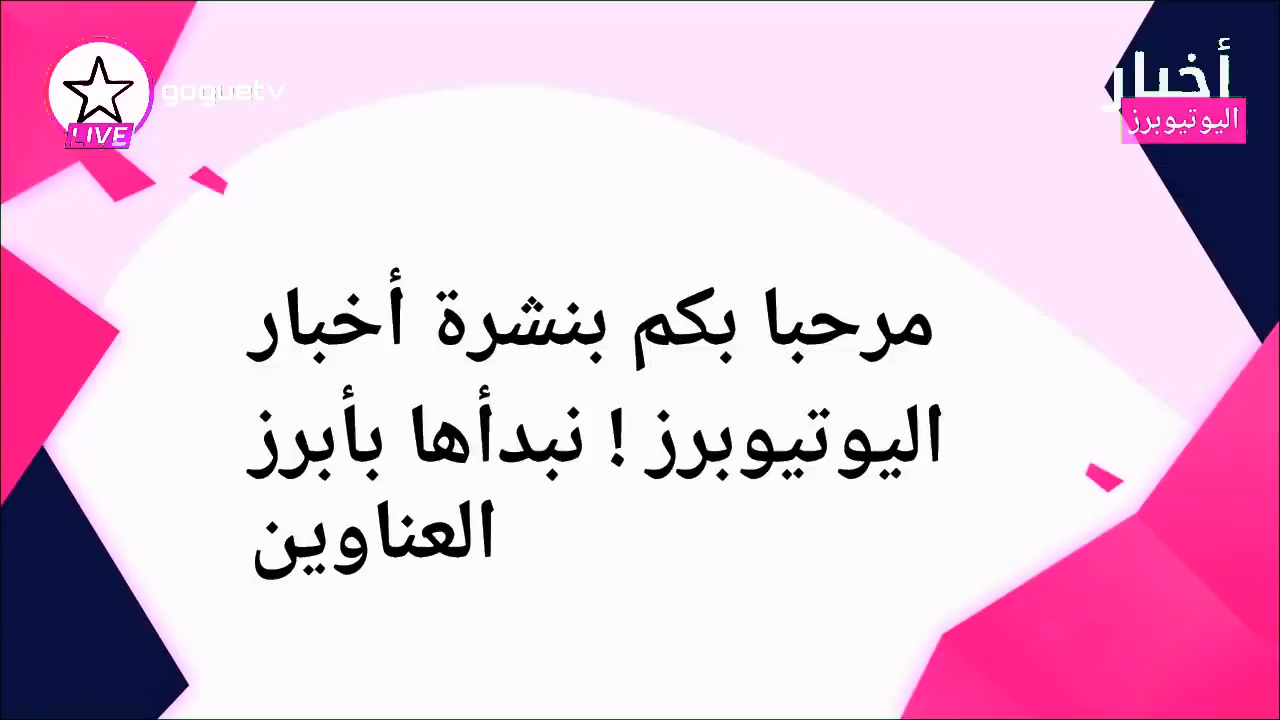 goguetv
LIVE
أخبار
اليوتيوبرز
مرحبا بكم بنشرة أخبار
اليوتيوبرز ! نبدأها بأبرز
العناوين